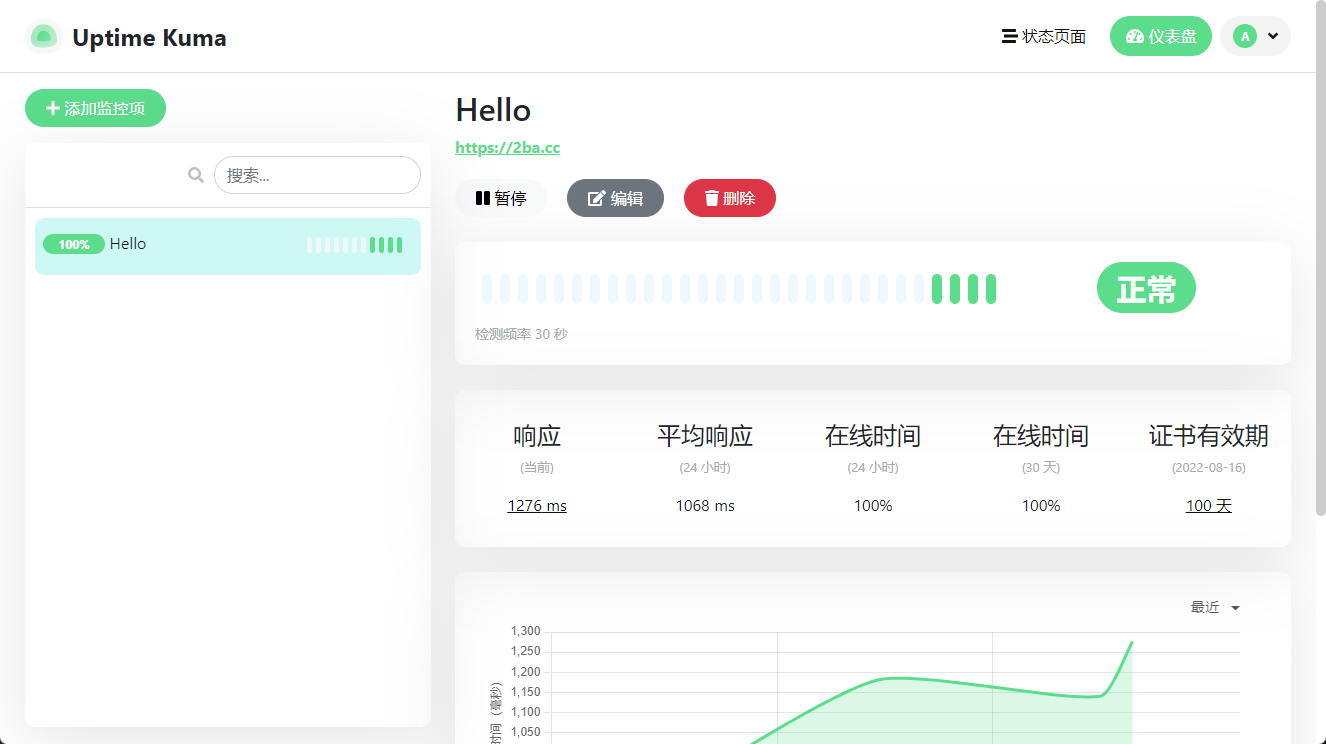 Uptime Kuma
状态页面
仪表盘
A
添加监控项
搜索...
100% Hello
Hello
https://2ba.cc
暂停
编辑
删除
正常
检测频率 30 秒
响应
(当前)
1276 ms
平均响应
(24 小时)
1068 ms
在线时间
(24 小时)
100%
在线时间
(30 天)
100%
证书有效期
(2022-08-16)
100 天
最近
1,300
1,250
1,200
1,150
1,100
1,050
时间（毫秒）